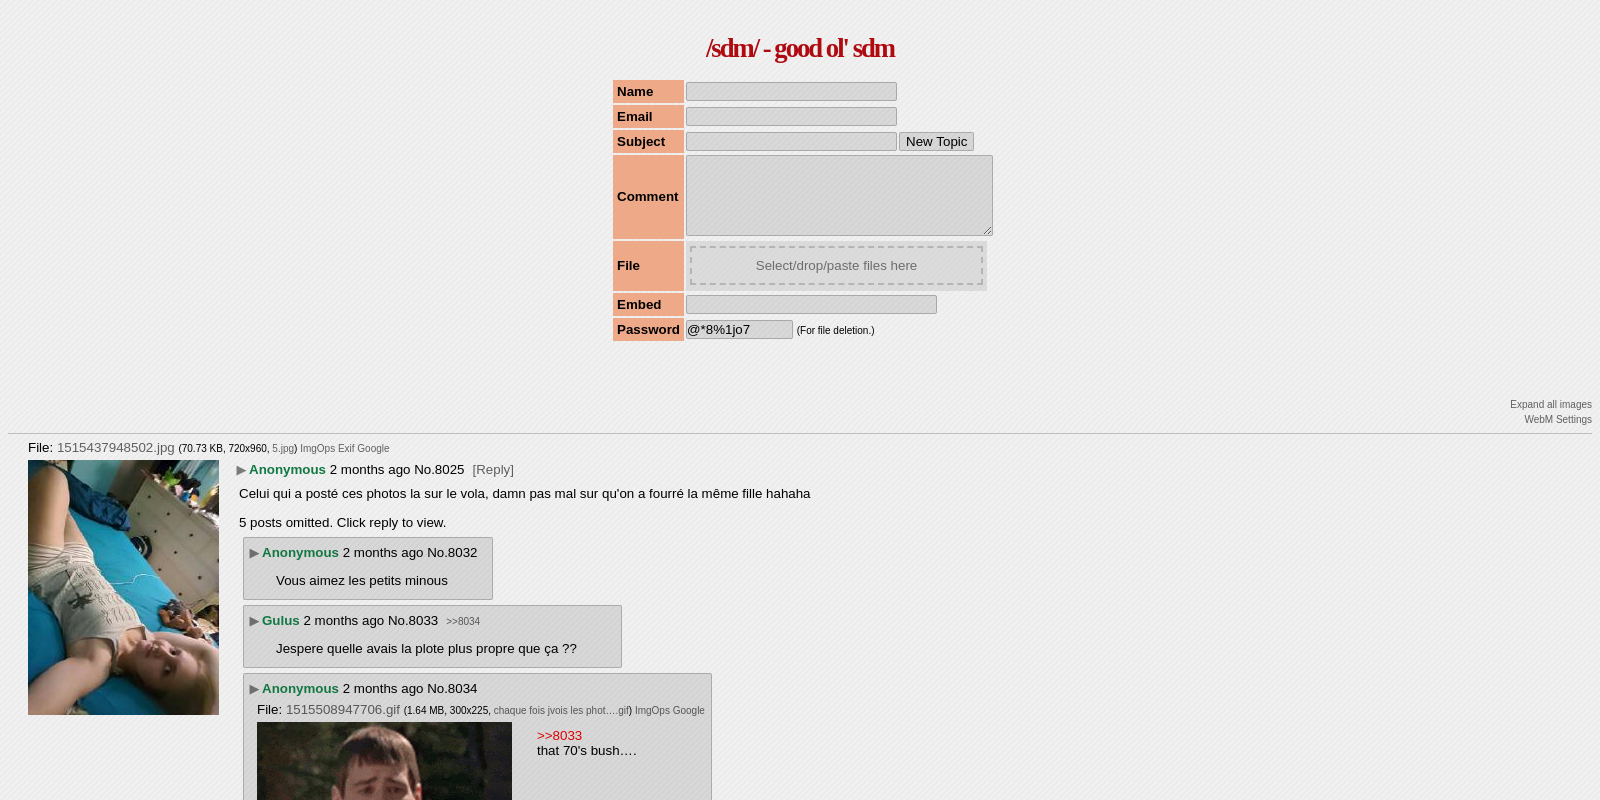 /sdm/ - good ol' sdm
Name
Email
Subject
New Topic
Comment
File
Select/drop/paste files here
Embed
Password
@*8%1jo7
(For file deletion.)
Expand all images
WebM Settings
File: 1515437948502.jpg (70.73 KB, 720x960, 5.jpg) ImgOps Exif Google
▶ Anonymous 2 months ago No.8025 [Reply]
Celui qui a posté ces photos la sur le vola, damn pas mal sur qu'on a fourré la même fille hahaha
5 posts omitted. Click reply to view.
▶ Anonymous 2 months ago No.8032
Vous aimez les petits minous
▶ Gulus 2 months ago No.8033 >>8034
Jespere quelle avais la plote plus propre que ça ??
▶ Anonymous 2 months ago No.8034
File: 1515508947706.gif (1.64 MB, 300x225, chaque fois jvois les phot….gif) ImgOps Google
>>8033
that 70's bush….